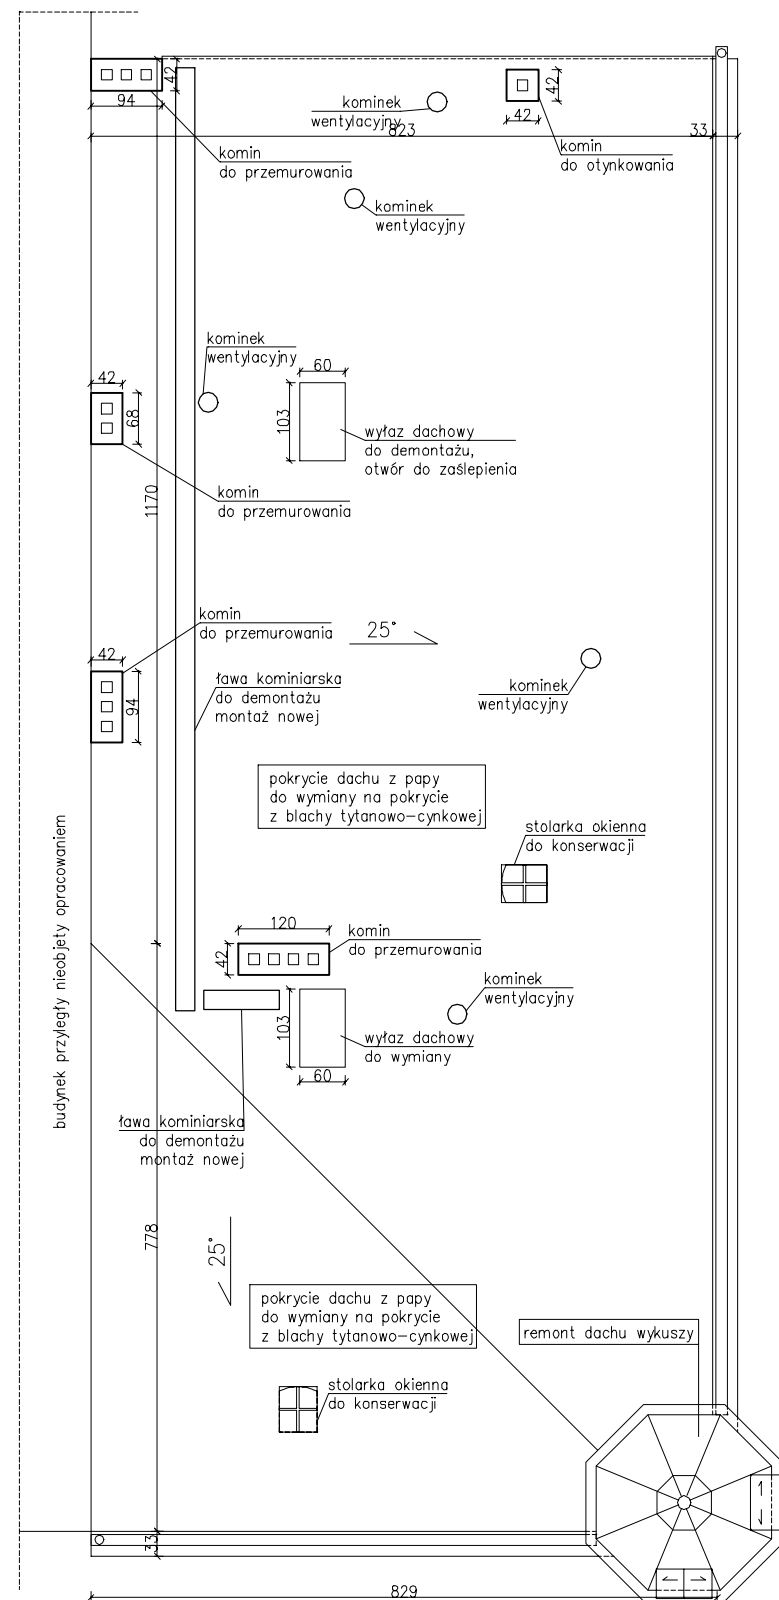 42
94
kominek
wentylacyjny
42
42
823
33
komin
do przemurowania
komin
do otynkowania
kominek
wentylacyjny
kominek
wentylacyjny
60
42
68
103
wyłaz dachowy
do demontażu,
otwór do zaślepienia
1170
komin
do przemurowania
komin
do przemurowania
25°
42
94
ława kominiarska
do demontażu
montaż nowej
kominek
wentylacyjny
pokrycie dachu z papy
do wymiany na pokrycie
z blachy tytanowo-cynkowej
stolarka okienna
do konserwacji
budynek przyległy nieobjety opracowaniem
120
42
komin
do przemurowania
kominek
wentylacyjny
103
wyłaz dachowy
do wymiany
60
ława kominiarska
do demontażu
montaż nowej
778
25°
pokrycie dachu z papy
do wymiany na pokrycie
z blachy tytanowo-cynkowej
remont dachu wykuszy
stolarka okienna
do konserwacji
33
829